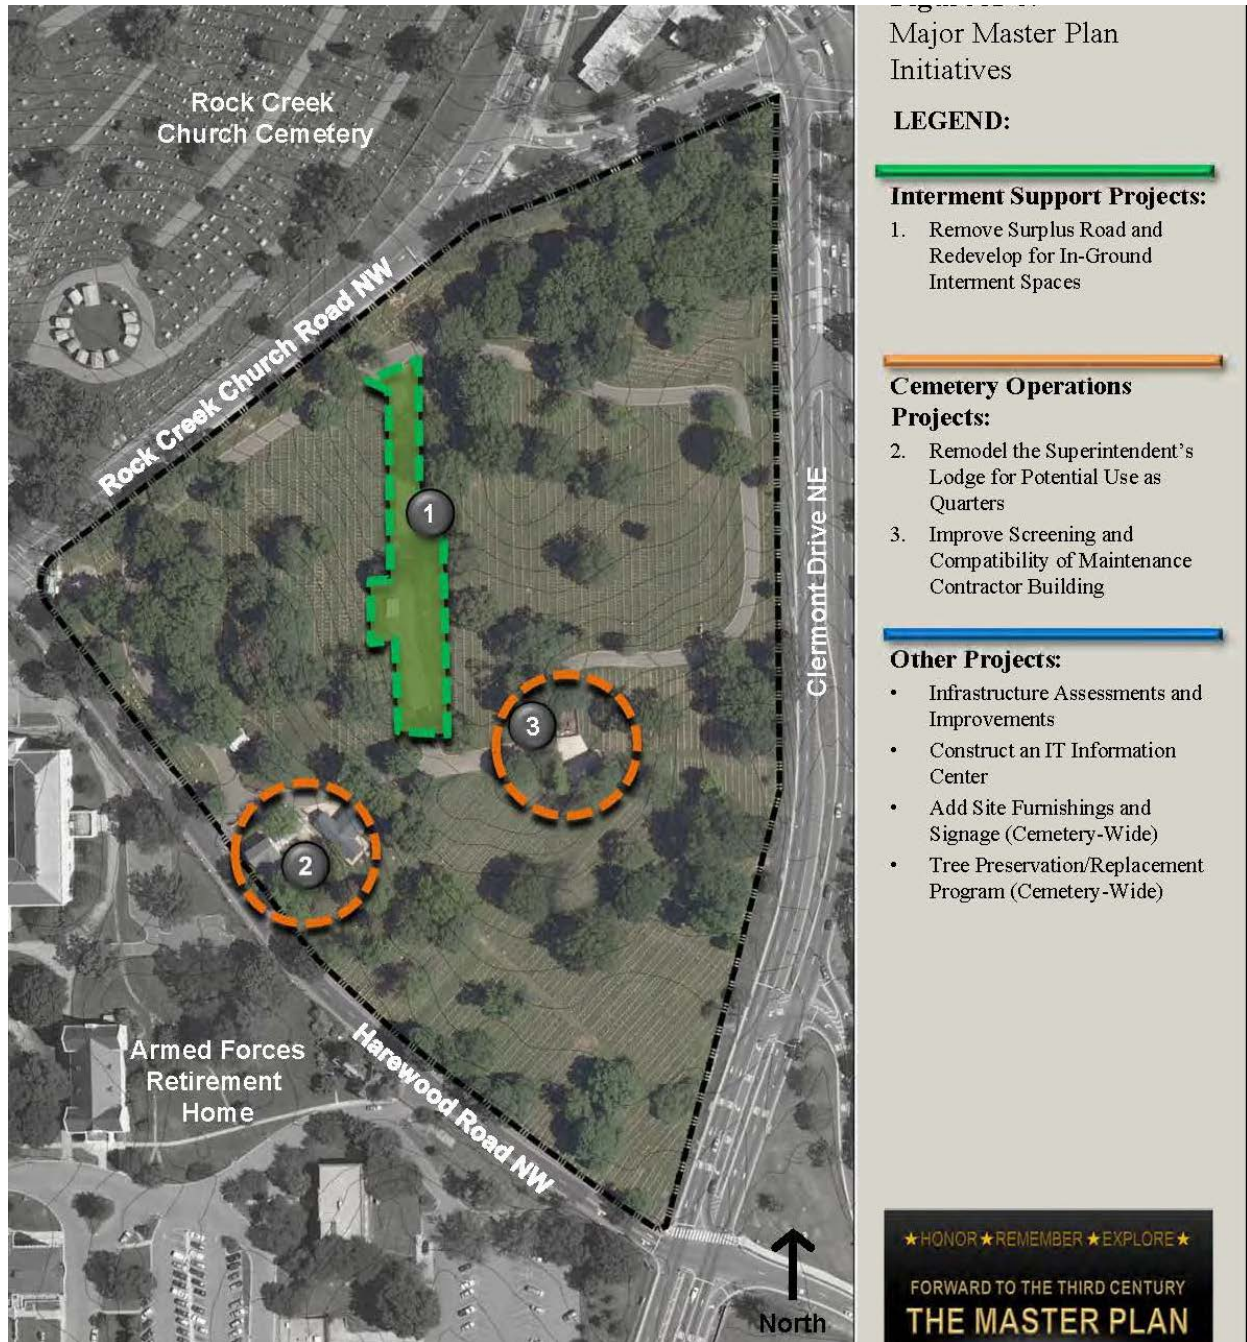 Major Master Plan
Initiatives
LEGEND:
Interment Support Projects:
1. Remove Surplus Road and
Redevelop for In-Ground
Interment Spaces
Cemetery Operations
Projects:
2. Remodel the Superintendent's
Lodge for Potential Use as
Quarters
3. Improve Screening and
Compatibility of Maintenance
Contractor Building
Other Projects:
• Infrastructure Assessments and
Improvements
• Construct an IT Information
Center
• Add Site Furnishings and
Signage (Cemetery-Wide)
• Tree Preservation/Replacement
Program (Cemetery-Wide)
★HONOR★REMEMBER★EXPLORE★
FORWARD TO THE THIRD CENTURY
THE MASTER PLAN
Rock Creek
Church Cemetery
Rock Creek Church Road NW
1
Clermont Drive NE
3
2
Armed Forces
Retirement
Home
Harewood Road NW
North